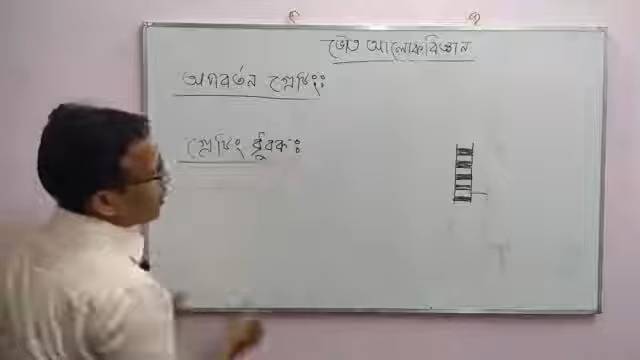 ভৌত আলোকবিজ্ঞান
অপবর্তন গ্রেটিংঃ
গ্রেটিং ধ্রুবকঃ